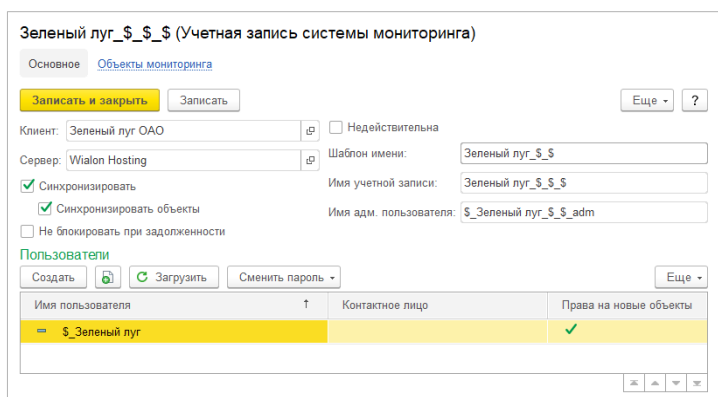 Зеленый луг_$_$_$ (Учетная запись системы мониторинга)
Основное Объекты мониторинга
Записать и закрыть Записать Еще ?
Клиент: Зеленый луг ОАО Недействительна
Шаблон имени: Зеленый луг_$_$
Сервер: Wialon Hosting
Синхронизировать Имя учетной записи: Зеленый луг_$_$_$
Синхронизировать объекты Имя адм. пользователя: $_Зеленый луг_$_$_adm
Не блокировать при задолженности
Пользователи
Создать Загрузить Сменить пароль Еще
Имя пользователя ↑ Контактное лицо Права на новые объекты
$_Зеленый луг